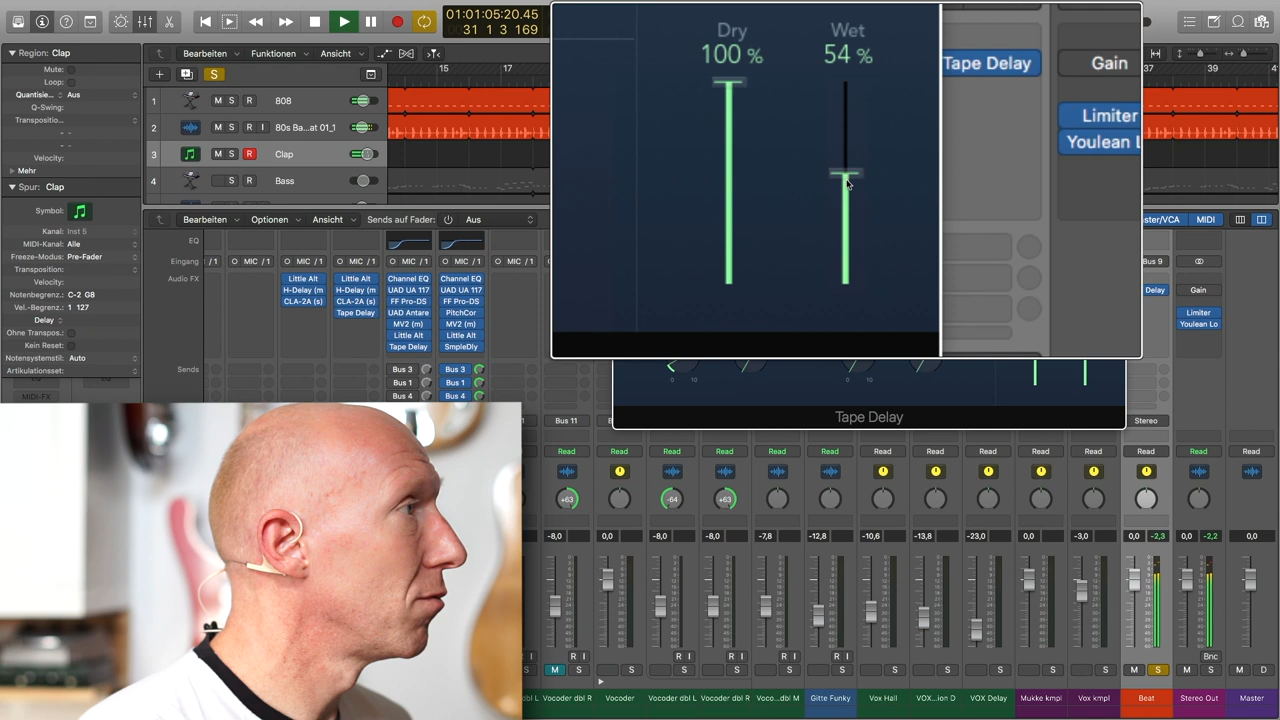 01:01:05:20.45
31 1 3 169
Dry
Wet
100 %
54 %
Tape Delay
Gain
Limiter
Youlean L
Region: Clap
Mute:
Loop:
Quantisie... Aus
Q-Swing:
Transpositio...
Velocity:
Mehr
Spur: Clap
Symbol:
Kanal: Inst 5
MIDI-Kanal: Alle
Freeze-Modus: Pre-Fader
Transposition:
Velocity:
Notenbegrenz.: C-2 G8
Vel.-Begrenz.: 1 127
Delay
Ohne Transpos.:
Kein Reset:
Notensystemstil: Auto
Artikulationsset:
MIDI-FX
Bearbeiten Funktionen Ansicht
S
15 17 37 39 41
1 M S R 808
2 M S R I 80s Ba...at 01_1
3 M S R Clap
4 S R Bass
Bearbeiten Optionen Ansicht Sends auf Fader: Aus
ster/VCA MIDI
EQ
Eingang / 1 MIC / 1 MIC / 1 MIC / 1 MIC / 1 MIC / 1 MIC / 1 Bus 9
Audio FX Little Alt Little Alt Channel EQ Channel EQ Delay Gain
H-Delay (m H-Delay (m UAD UA 117 UAD UA 117
CLA-2A (s) CLA-2A (s) FF Pro-DS FF Pro-DS Limiter
Tape Delay UAD Antare PitchCor Youlean Lo
MV2 (m) MV2 (m)
Little Alt Little Alt
Tape Delay SmpleDly
Sends Bus 3 Bus 3
Bus 1 Bus 1
Bus 4 Bus 4
0 10 0 10
Tape Delay
Bus 11 Stereo
Read Read Read Read Read Read Read Read Read Read Read Read Read Read
+63 -64 +63
-8,0 0,0 -8,0 -8,0 -7,8 -12,8 -10,6 -13,8 -23,0 0,0 -3,0 0,0 -2,3 0,0 -2,2 0,0
R I R I R I R I R I Bnc
M S S S S S S S S S S S S M S M S M D
dbl L Vocoder dbl R Vocoder Vocoder dbl L Vocoder dbl R Voco...dbl M Gitte Funky Vox Hall VOX...ion D VOX Delay Mukke kmpl Vox kmpl Beat Stereo Out Master